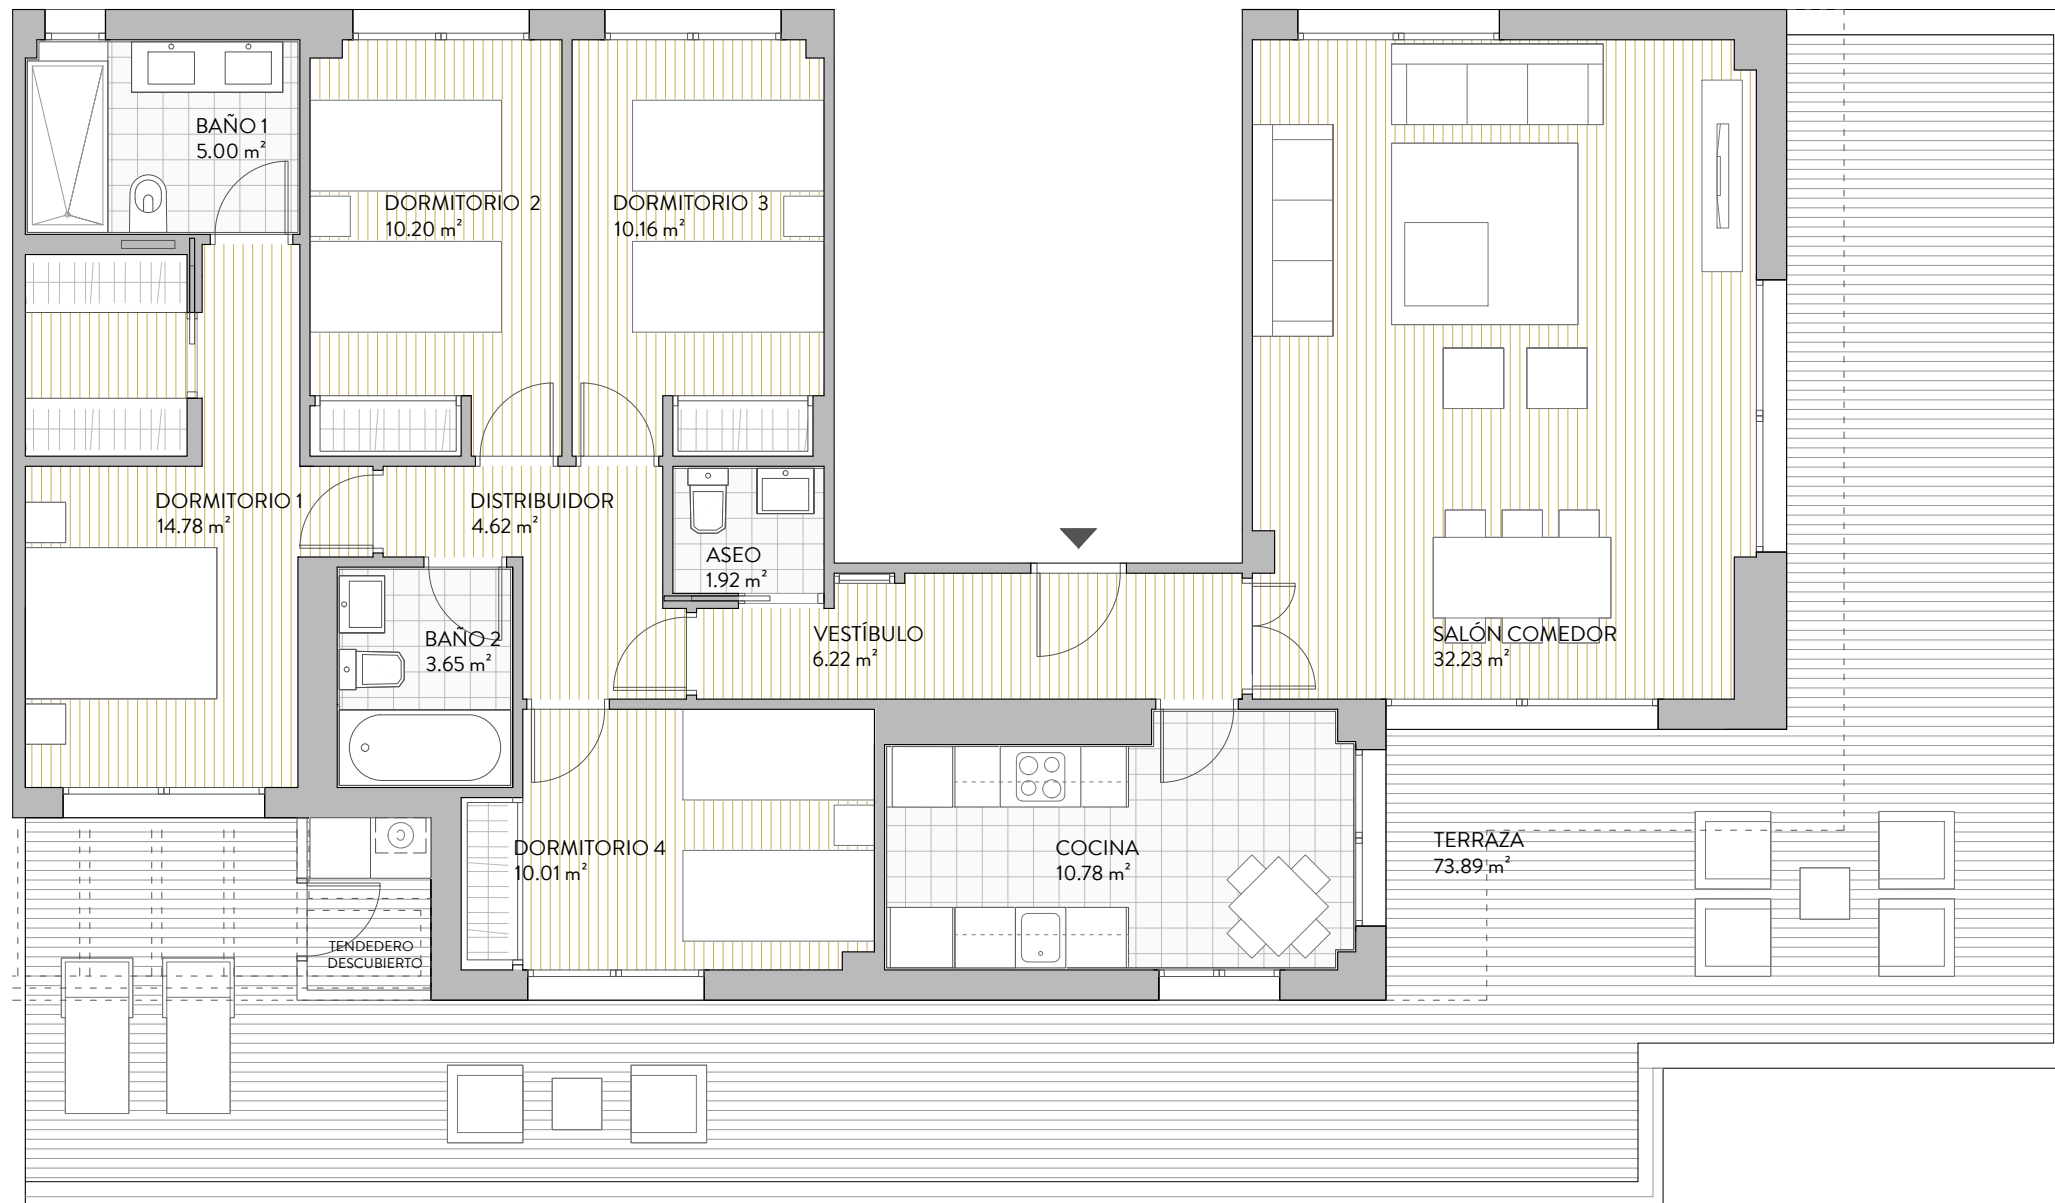 BAÑO 1
5.00 m²
DORMITORIO 2
10.20 m²
DORMITORIO 3
10.16 m²
DORMITORIO 1
14.78 m²
DISTRIBUIDOR
4.62 m²
ASEO
1.92 m²
BAÑO 2
3.65 m²
VESTÍBULO
6.22 m²
SALÓN COMEDOR
32.23 m²
DORMITORIO 4
10.01 m²
COCINA
10.78 m²
TERRAZA
73.89 m²
TENDEDERO
DESCUBIERTO